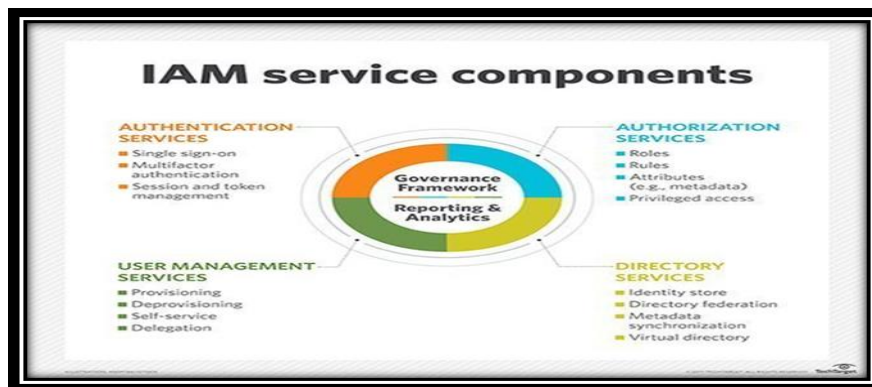 IAM service components
AUTHENTICATION
SERVICES
Single sign-on
Multifactor
authentication
Session and token
management
AUTHORIZATION
SERVICES
Roles
Rules
Attributes
(e.g., metadata)
Privileged access
Governance
Framework
Reporting &
Analytics
USER MANAGEMENT
SERVICES
Provisioning
Deprovisioning
Self-service
Delegation
DIRECTORY
SERVICES
Identity store
Directory federation
Metadata
synchronization
Virtual directory
TechTarget